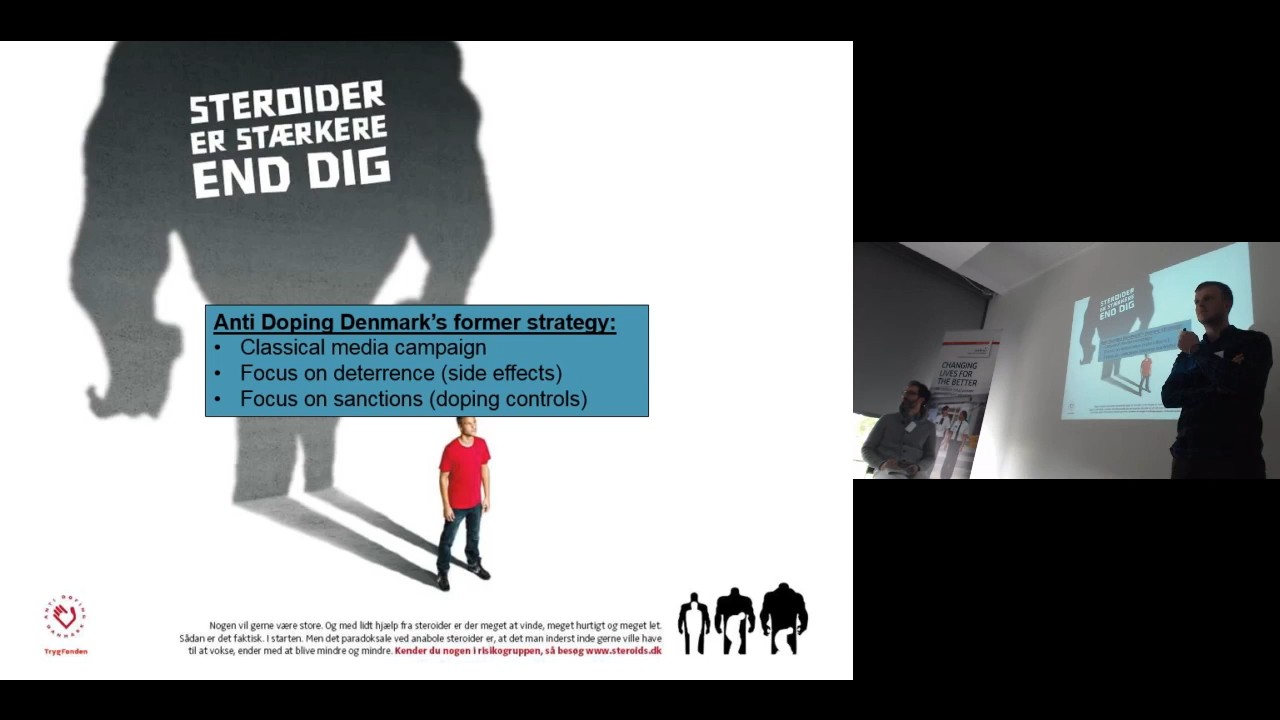 STEROIDER
ER STÆRKERE
END DIG
Anti Doping Denmark's former strategy:
• Classical media campaign
• Focus on deterrence (side effects)
• Focus on sanctions (doping controls)
ANTI DOPING DANMARK
TrygFonden
Nogen vil gerne være store. Og med lidt hjælp fra steroider er der meget at vinde, meget hurtigt og meget let.
Sådan er det faktisk. I starten. Men det paradoksale ved anabole steroider er, at det man inderst inde gerne ville have
til at vokse, ender med at blive mindre og mindre. Kender du nogen i risikogruppen, så besøg www.steroids.dk
CHANGING
LIVES FOR
THE BETTER
STEROIDER
ER STÆRKERE
END DIG